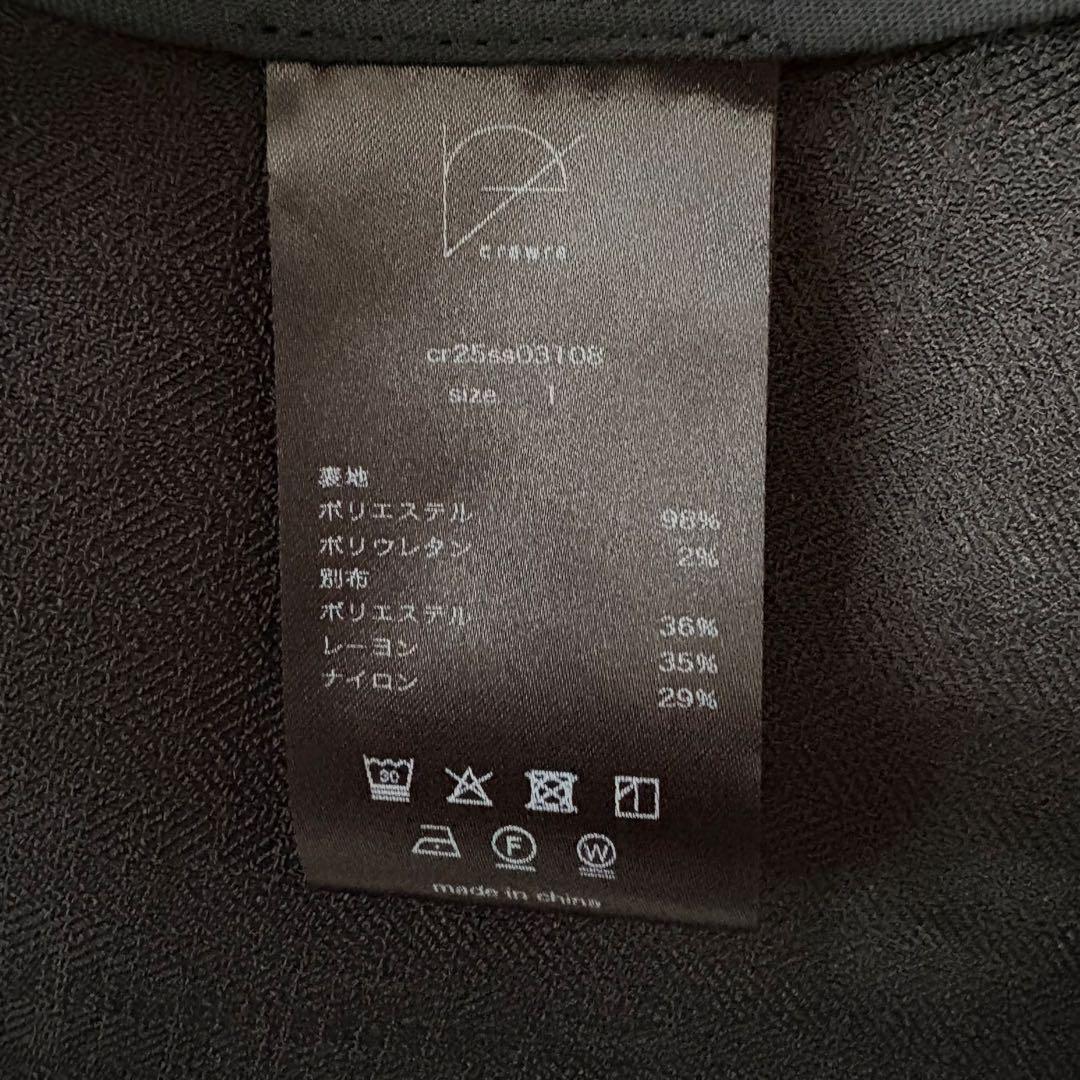 crewra
cr25ss03108
size 1
表地
ポリエステル 98%
ポリウレタン 2%
別布
ポリエステル 36%
レーヨン 35%
ナイロン 29%
30
F
W
made in china